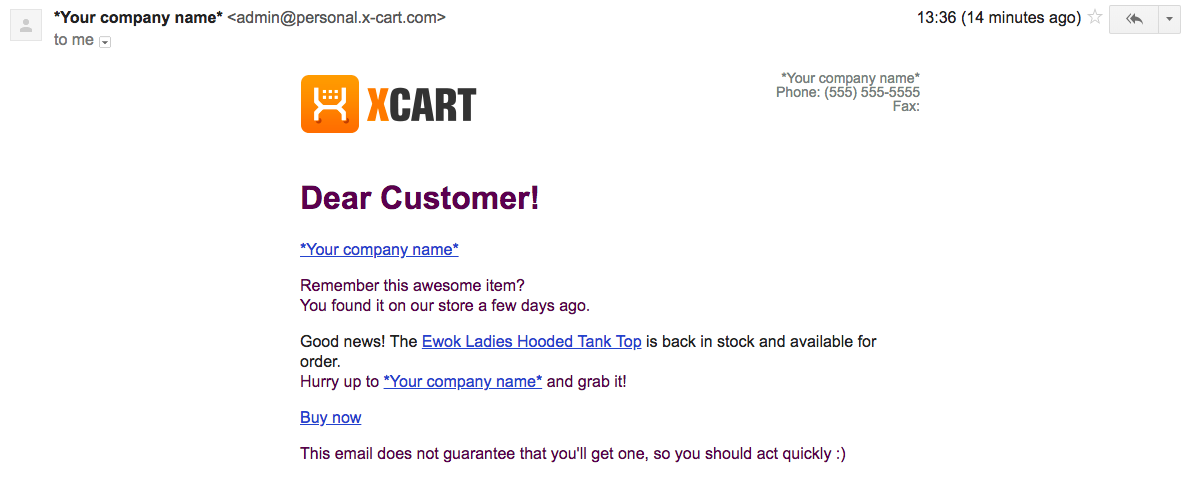 *Your company name* <admin@personal.x-cart.com>
13:36 (14 minutes ago)
to me
XCART
*Your company name*
Phone: (555) 555-5555
Fax:
Dear Customer!
*Your company name*
Remember this awesome item?
You found it on our store a few days ago.
Good news! The Ewok Ladies Hooded Tank Top is back in stock and available for
order.
Hurry up to *Your company name* and grab it!
Buy now
This email does not guarantee that you'll get one, so you should act quickly :)